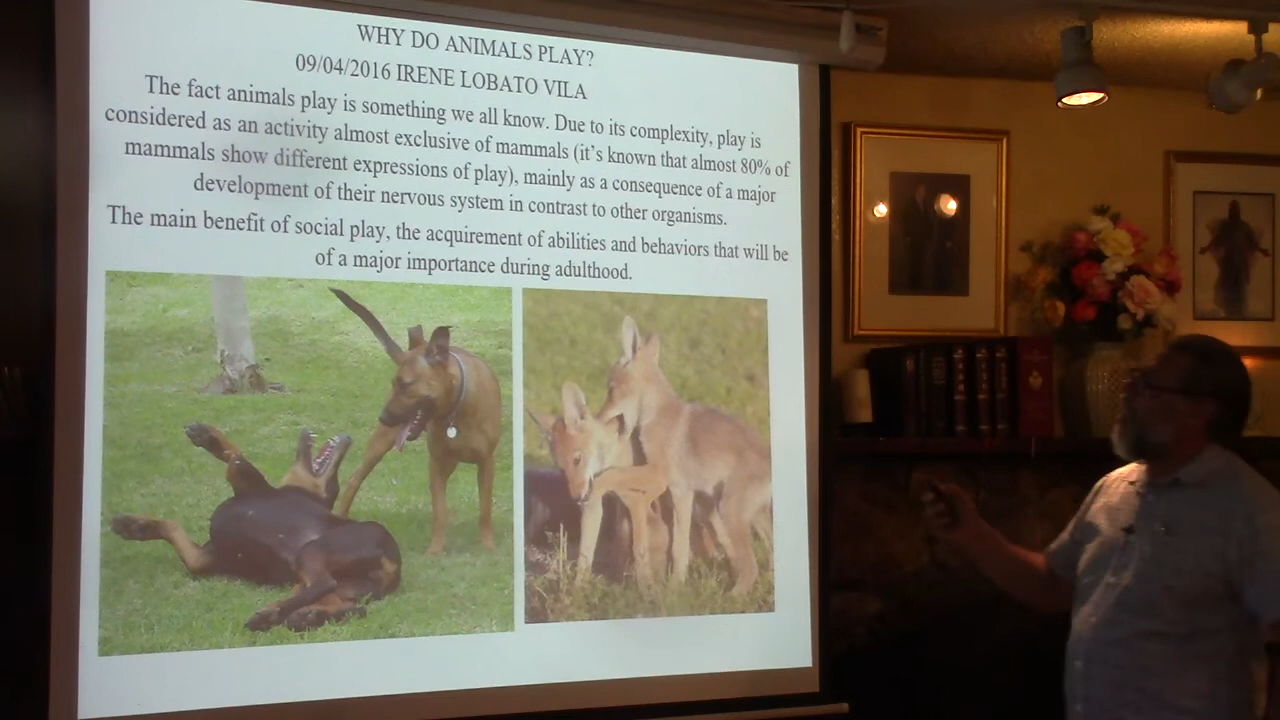 WHY DO ANIMALS PLAY?
09/04/2016 IRENE LOBATO VILA
The fact animals play is something we all know. Due to its complexity, play is
considered as an activity almost exclusive of mammals (it's known that almost 80% of
mammals show different expressions of play), mainly as a consequence of a major
development of their nervous system in contrast to other organisms.
The main benefit of social play, the acquirement of abilities and behaviors that will be
of a major importance during adulthood.